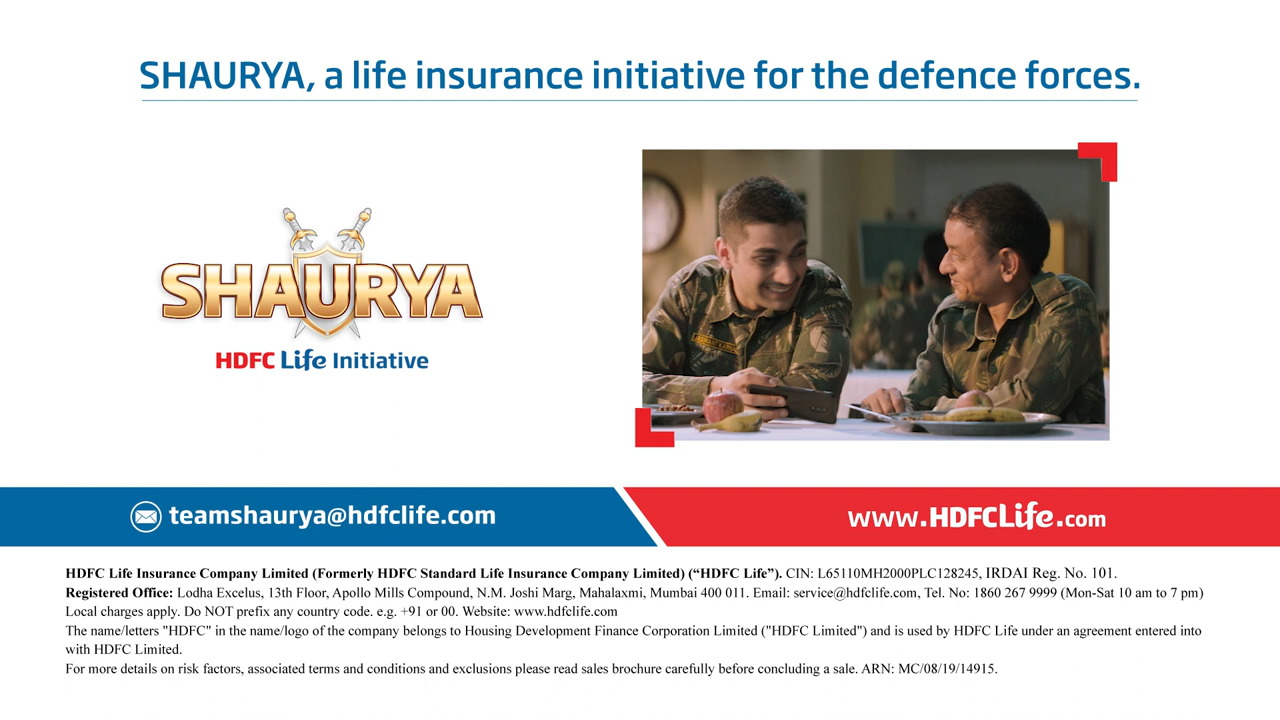 SHAURYA, a life insurance initiative for the defence forces.
SHAURYA
HDFC Life Initiative
teamshaurya@hdfclife.com
www.HDFCLife.com
HDFC Life Insurance Company Limited (Formerly HDFC Standard Life Insurance Company Limited) (“HDFC Life”). CIN: L65110MH2000PLC128245, IRDAI Reg. No. 101.
Registered Office: Lodha Excelus, 13th Floor, Apollo Mills Compound, N.M. Joshi Marg, Mahalaxmi, Mumbai 400 011. Email: service@hdfclife.com, Tel. No: 1860 267 9999 (Mon-Sat 10 am to 7 pm)
Local charges apply. Do NOT prefix any country code. e.g. +91 or 00. Website: www.hdfclife.com
The name/letters "HDFC" in the name/logo of the company belongs to Housing Development Finance Corporation Limited ("HDFC Limited") and is used by HDFC Life under an agreement entered into
with HDFC Limited.
For more details on risk factors, associated terms and conditions and exclusions please read sales brochure carefully before concluding a sale. ARN: MC/08/19/14915.